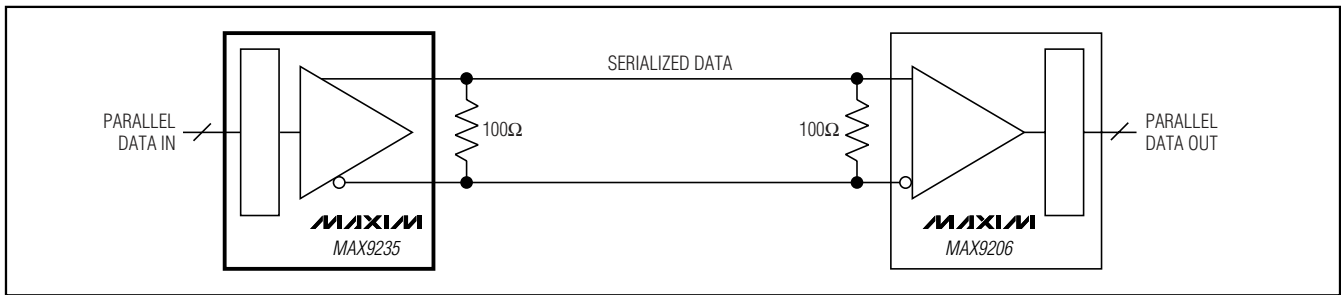 SERIALIZED DATA
PARALLEL
DATA IN
100Ω
100Ω
PARALLEL
DATA OUT
MAXIM
MAX9235
MAXIM
MAX9206